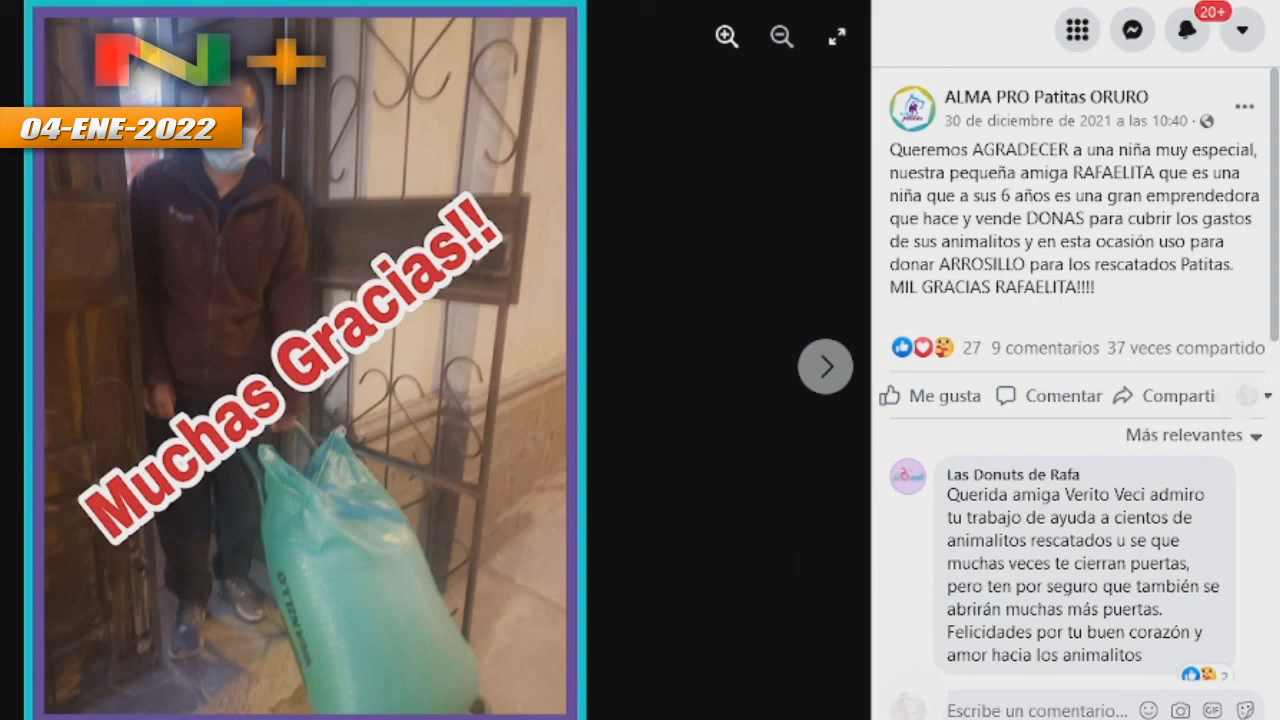 N+
04-ENE-2022
Muchas Gracias!!
20+
ALMA PRO Patitas ORURO
30 de diciembre de 2021 a las 10:40 ·
Queremos AGRADECER a una niña muy especial,
nuestra pequeña amiga RAFAELITA que es una
niña que a sus 6 años es una gran emprendedora
que hace y vende DONAS para cubrir los gastos
de sus animalitos y en esta ocasión uso para
donar ARROSILLO para los rescatados Patitas.
MIL GRACIAS RAFAELITA!!!!
27 9 comentarios 37 veces compartido
Me gusta Comentar Comparti
Más relevantes
Las Donuts de Rafa
Querida amiga Verito Veci admiro
tu trabajo de ayuda a cientos de
animalitos rescatados u se que
muchas veces te cierran puertas,
pero ten por seguro que también se
abrirán muchas más puertas.
Felicidades por tu buen corazón y
amor hacia los animalitos
2
Escribe un comentario...
GIF